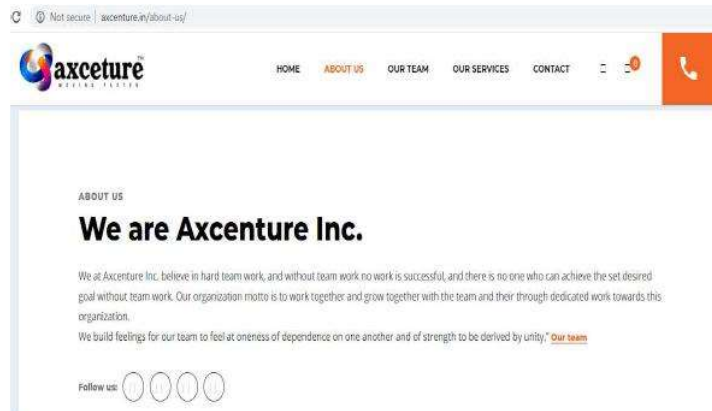 Not secure | axcenture.in/about-us/
axceture™
MOVING FASTER
HOME ABOUT US OUR TEAM OUR SERVICES CONTACT 0
ABOUT US
We are Axcenture Inc.
We at Axcenture Inc. believe in hard team work, and without team work no work is successful, and there is no one who can achieve the set desired
goal without team work. Our organization motto is to work together and grow together with the team and their through dedicated work towards this
organization.
We build feelings for our team to feel at oneness of dependence on one another and of strength to be derived by unity," Our team
Follow us: